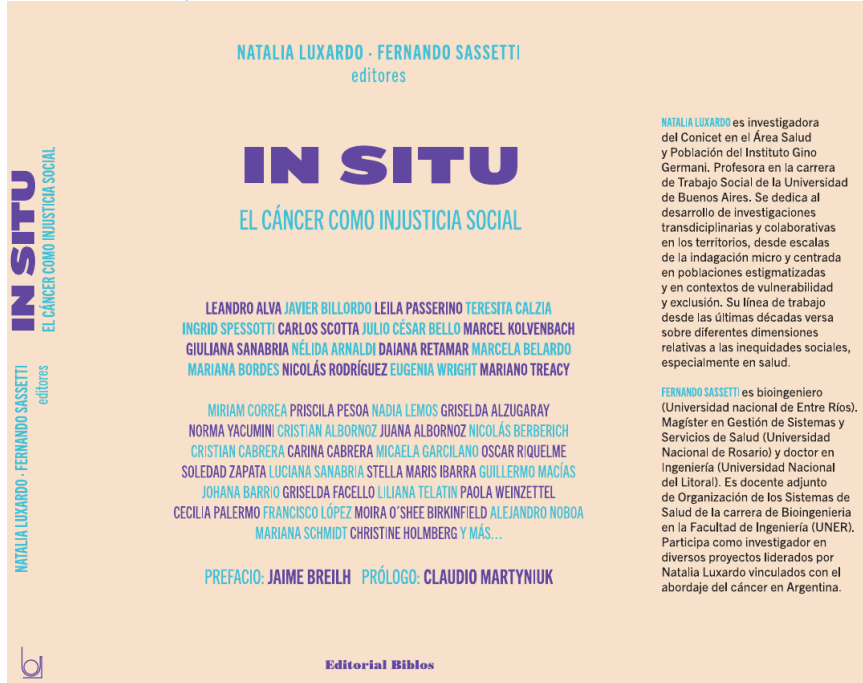 IN SITU
EL CÁNCER COMO INJUSTICIA SOCIAL
NATALIA LUXARDO · FERNANDO SASSETTI
editores
NATALIA LUXARDO · FERNANDO SASSETTI
editores
IN SITU
EL CÁNCER COMO INJUSTICIA SOCIAL
LEANDRO ALVA JAVIER BILLORDO LEILA PASSERINO TERESITA CALZIA
INGRID SPESSOTTI CARLOS SCOTTA JULIO CÉSAR BELLO MARCEL KOLVENBACH
GIULIANA SANABRIA NÉLIDA ARNALDI DAIANA RETAMAR MARCELA BELARDO
MARIANA BORDES NICOLÁS RODRÍGUEZ EUGENIA WRIGHT MARIANO TREACY
MIRIAM CORREA PRISCILA PESOA NADIA LEMOS GRISELDA ALZUGARAY
NORMA YACUMINI CRISTIAN ALBORNOZ JUANA ALBORNOZ NICOLÁS BERBERICH
CRISTIAN CABRERA CARINA CABRERA MICAELA GARCILANO OSCAR RIQUELME
SOLEDAD ZAPATA LUCIANA SANABRIA STELLA MARIS IBARRA GUILLERMO MACÍAS
JOHANA BARRIO GRISELDA FACELLO LILIANA TELATIN PAOLA WEINZETTEL
CECILIA PALERMO FRANCISCO LÓPEZ MOIRA O´SHEE BIRKINFIELD ALEJANDRO NOBOA
MARIANA SCHMIDT CHRISTINE HOLMBERG Y MÁS...
PREFACIO: JAIME BREILH PRÓLOGO: CLAUDIO MARTYNIUK
Editorial Biblos
NATALIA LUXARDO es investigadora
del Conicet en el Área Salud
y Población del Instituto Gino
Germani. Profesora en la carrera
de Trabajo Social de la Universidad
de Buenos Aires. Se dedica al
desarrollo de investigaciones
transdiciplinarias y colaborativas
en los territorios, desde escalas
de la indagación micro y centrada
en poblaciones estigmatizadas
y en contextos de vulnerabilidad
y exclusión. Su línea de trabajo
desde las últimas décadas versa
sobre diferentes dimensiones
relativas a las inequidades sociales,
especialmente en salud.
FERNANDO SASSETTI es bioingeniero
(Universidad nacional de Entre Ríos).
Magíster en Gestión de Sistemas y
Servicios de Salud (Universidad
Nacional de Rosario) y doctor en
Ingeniería (Universidad Nacional
del Litoral). Es docente adjunto
de Organización de los Sistemas de
Salud de la carrera de Bioingenieria
en la Facultad de Ingeniería (UNER).
Participa como investigador en
diversos proyectos liderados por
Natalia Luxardo vinculados con el
abordaje del cáncer en Argentina.